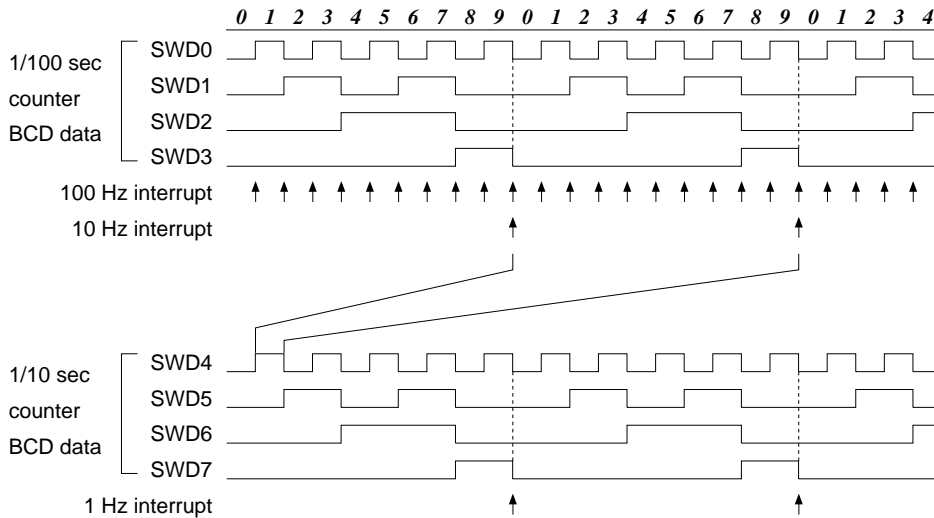 0 1 2 3 4 5 6 7 8 9 0 1 2 3 4 5 6 7 8 9 0 1 2 3 4
1/100 sec
counter
BCD data
SWD0
SWD1
SWD2
SWD3
100 Hz interrupt
10 Hz interrupt
1/10 sec
counter
BCD data
SWD4
SWD5
SWD6
SWD7
1 Hz interrupt